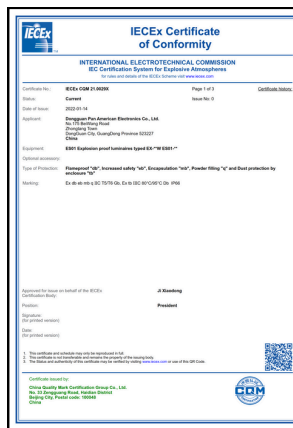 IECEx
IECEx Certificate
of Conformity
INTERNATIONAL ELECTROTECHNICAL COMMISSION
IEC Certification System for Explosive Atmospheres
for rules and details of the IECEx Scheme visit www.iecex.com
Certificate No.: IECEx CQM 21.0029X Page 1 of 3 Certificate history:
Status: Current Issue No: 0
Date of Issue: 2022-01-14
Applicant: Dongguan Pan American Electronics Co., Ltd.
No.179 BeiWang Road
Zhangtang Town
DongGuan City, GuangDong Province 523227
China
Equipment: ES01 Explosion proof luminaires typed EX-**W ES01-/*
Optional accessory:
Type of Protection: Flameproof "db", Increased safety "eb", Encapsulation "mb", Powder filling "q" and Dust protection by
enclosure "tb"
Marking: Ex db eb mb q IIC T5/T6 Gb, Ex tb IIIC 80°C/95°C Db IP66
Approved for issue on behalf of the IECEx Ji Xiaodong
Certification Body:
Position: President
Signature:
(for printed version)
Date:
(for printed version)
1. This certificate and schedule may only be reproduced in full.
2. This certificate is not transferable and remains the property of the issuing body.
3. The Status and authenticity of this certificate may be verified by visiting www.iecex.com or use of this QR Code.
Certificate issued by:
China Quality Mark Certification Group Co., Ltd.
No. 33 Zengguang Road, Haidian District
Beijing City, Postal code: 100048
China
CQM